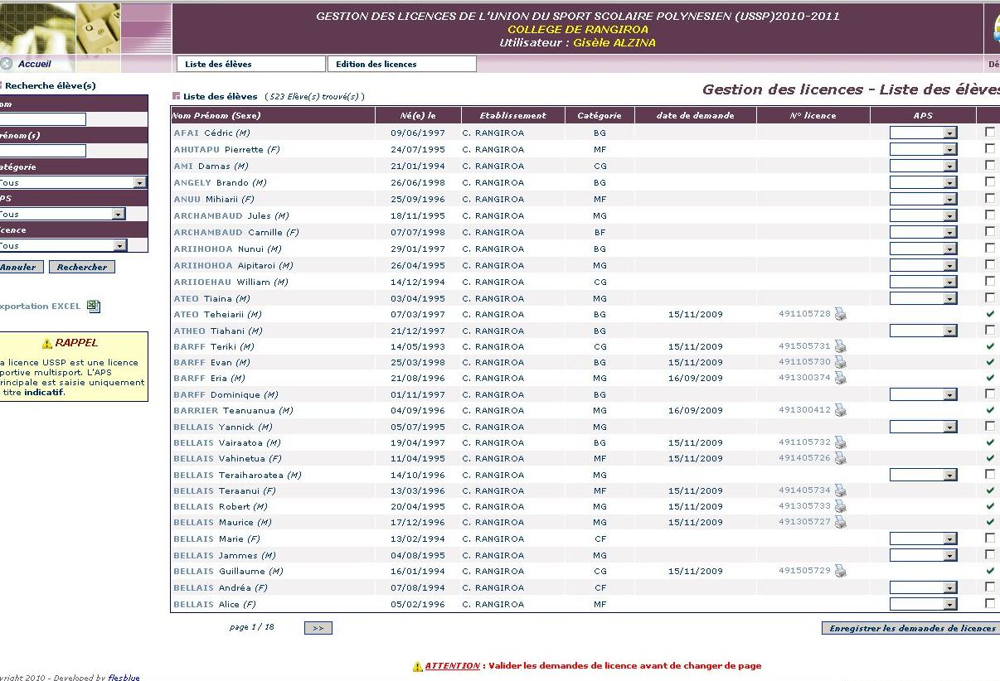 GESTION DES LICENCES DE L'UNION DU SPORT SCOLAIRE POLYNESIEN (USSP)2010-2011
COLLEGE DE RANGIROA
Utilisateur : Gisèle ALZINA
Accueil
Liste des élèves
Edition des licences
Dé
Recherche élève(s)
om
rénom(s)
atégorie
Tous
PS
Tous
icence
Tous
Annuler Rechercher
xportation EXCEL
RAPPEL
a licence USSP est une licence
portive multisport. L'APS
rincipale est saisie uniquement
titre indicatif.
Gestion des licences - Liste des élèves
Liste des élèves ( 523 Elève(s) trouvé(s) )
Nom Prénom (Sexe) Né(e) le Etablissement Catégorie date de demande N° licence APS
AFAI Cédric (M) 09/06/1997 C. RANGIROA BG
AHUTAPU Pierrette (F) 24/07/1995 C. RANGIROA MF
AMI Damas (M) 21/01/1994 C. RANGIROA CG
ANGELY Brando (M) 26/06/1998 C. RANGIROA BG
ANUU Mihiarii (F) 25/09/1996 C. RANGIROA MF
ARCHAMBAUD Jules (M) 18/11/1995 C. RANGIROA MG
ARCHAMBAUD Camille (F) 07/07/1998 C. RANGIROA BF
ARIIHOHOA Nunui (M) 29/01/1997 C. RANGIROA BG
ARIIHOHOA Aipitaroi (M) 26/04/1995 C. RANGIROA MG
ARIIOEHAU William (M) 14/12/1994 C. RANGIROA CG
ATEO Tiaina (M) 03/04/1995 C. RANGIROA MG
ATEO Teheiarii (M) 07/03/1997 C. RANGIROA BG 15/11/2009 491105728
ATHEO Tiahani (M) 21/12/1997 C. RANGIROA BG
BARFF Teriki (M) 14/05/1993 C. RANGIROA CG 15/11/2009 491505731
BARFF Evan (M) 25/03/1998 C. RANGIROA BG 15/11/2009 491105730
BARFF Eria (M) 21/08/1996 C. RANGIROA MG 16/09/2009 491300374
BARFF Dominique (M) 01/11/1997 C. RANGIROA BG
BARRIER Teanuanua (M) 04/09/1996 C. RANGIROA MG 16/09/2009 491300412
BELLAIS Yannick (M) 05/07/1995 C. RANGIROA MG
BELLAIS Vairaatoa (M) 19/04/1997 C. RANGIROA BG 15/11/2009 491105732
BELLAIS Vahinetua (F) 11/04/1995 C. RANGIROA MF 15/11/2009 491405726
BELLAIS Teraiharoatea (M) 14/10/1996 C. RANGIROA MG
BELLAIS Teraanui (F) 13/03/1996 C. RANGIROA MF 15/11/2009 491405734
BELLAIS Robert (M) 20/04/1995 C. RANGIROA MG 15/11/2009 491305733
BELLAIS Maurice (M) 17/12/1996 C. RANGIROA MG 15/11/2009 491305727
BELLAIS Marie (F) 13/02/1994 C. RANGIROA CF
BELLAIS Jammes (M) 04/08/1995 C. RANGIROA MG
BELLAIS Guillaume (M) 16/01/1994 C. RANGIROA CG 15/11/2009 491505729
BELLAIS Andréa (F) 07/08/1994 C. RANGIROA CF
BELLAIS Alice (F) 05/02/1996 C. RANGIROA MF
page 1 / 18 >>
Enregistrer les demandes de licences
ATTENTION : Valider les demandes de licence avant de changer de page
yright 2010 - Developed by flesblue